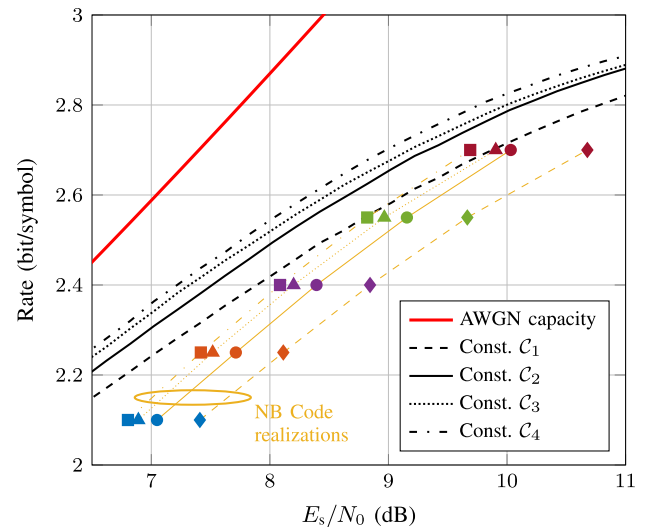 3
2.8
2.6
2.4
2.2
2
Rate (bit/symbol)
AWGN capacity
Const. 𝒞₁
Const. 𝒞₂
Const. 𝒞₃
Const. 𝒞₄
NB Code
realizations
7 8 9 10 11
Eₛ/N₀ (dB)